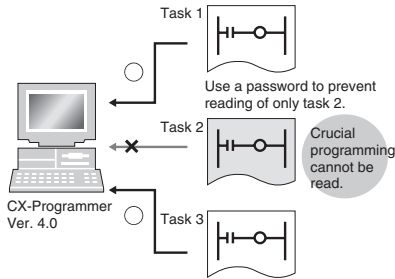 Task 1
Use a password to prevent
reading of only task 2.
Task 2
Crucial
programming
cannot be
read.
CX-Programmer
Ver. 4.0
Task 3